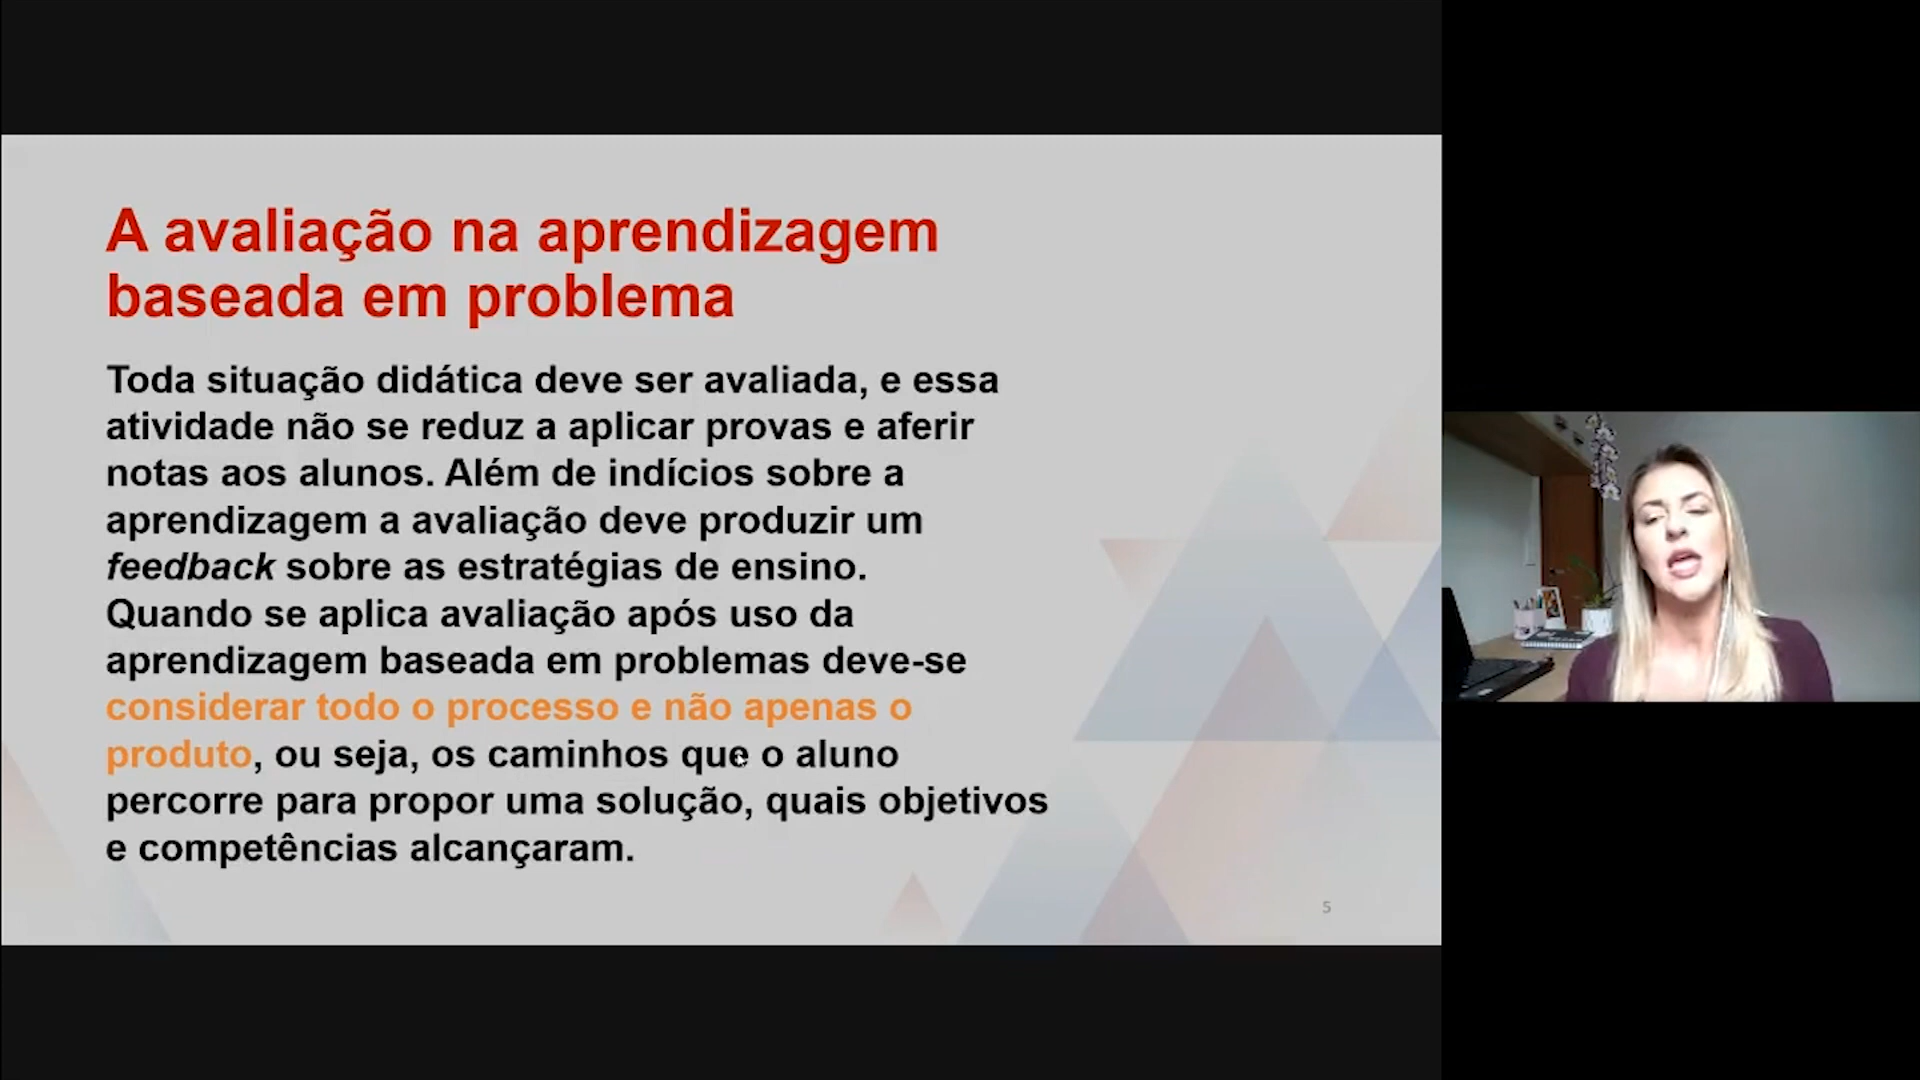 A avaliação na aprendizagem
baseada em problema
Toda situação didática deve ser avaliada, e essa
atividade não se reduz a aplicar provas e aferir
notas aos alunos. Além de indícios sobre a
aprendizagem a avaliação deve produzir um
feedback sobre as estratégias de ensino.
Quando se aplica avaliação após uso da
aprendizagem baseada em problemas deve-se
considerar todo o processo e não apenas o
produto, ou seja, os caminhos que o aluno
percorre para propor uma solução, quais objetivos
e competências alcançaram.
5